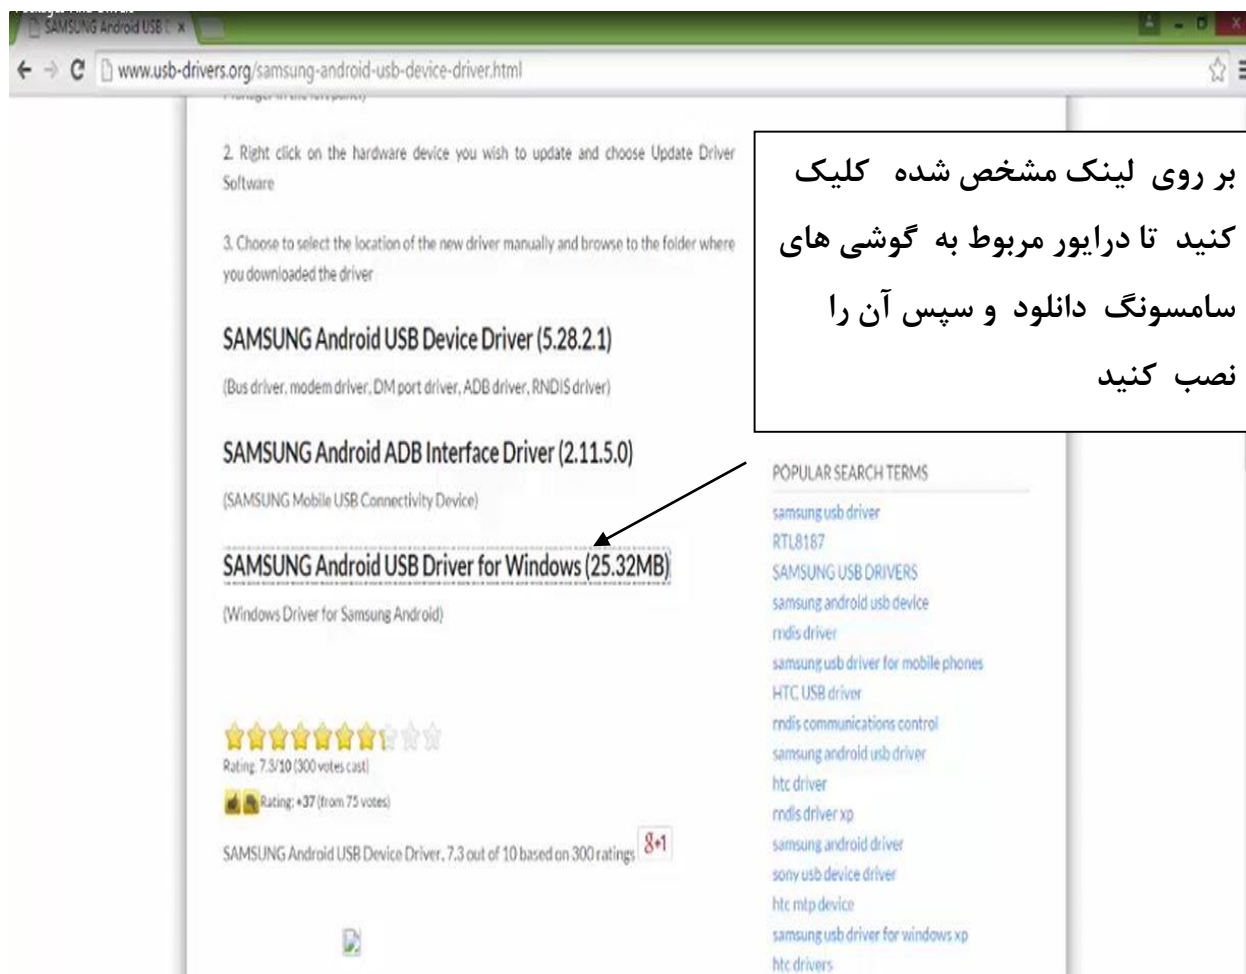 SAMSUNG Android USB D
www.usb-drivers.org/samsung-android-usb-device-driver.html
2. Right click on the hardware device you wish to update and choose Update Driver
Software
3. Choose to select the location of the new driver manually and browse to the folder where
you downloaded the driver
SAMSUNG Android USB Device Driver (5.28.2.1)
(Bus driver, modem driver, DM port driver, ADB driver, RNDIS driver)
SAMSUNG Android ADB Interface Driver (2.11.5.0)
(SAMSUNG Mobile USB Connectivity Device)
SAMSUNG Android USB Driver for Windows (25.32MB)
(Windows Driver for Samsung Android)
Rating: 7.3/10 (300 votes cast)
Rating: +37 (from 75 votes)
SAMSUNG Android USB Device Driver, 7.3 out of 10 based on 300 ratings
g+1
بر روی لینک مشخص شده کلیک
کنید تا درایور مربوط به گوشی های
سامسونگ دانلود و سپس آن را
نصب کنید
POPULAR SEARCH TERMS
samsung usb driver
RTL8187
SAMSUNG USB DRIVERS
samsung android usb device
rndis driver
samsung usb driver for mobile phones
HTC USB driver
rndis communications control
samsung android usb driver
htc driver
rndis driver xp
samsung android driver
sony usb device driver
htc mtp device
samsung usb driver for windows xp
htc drivers